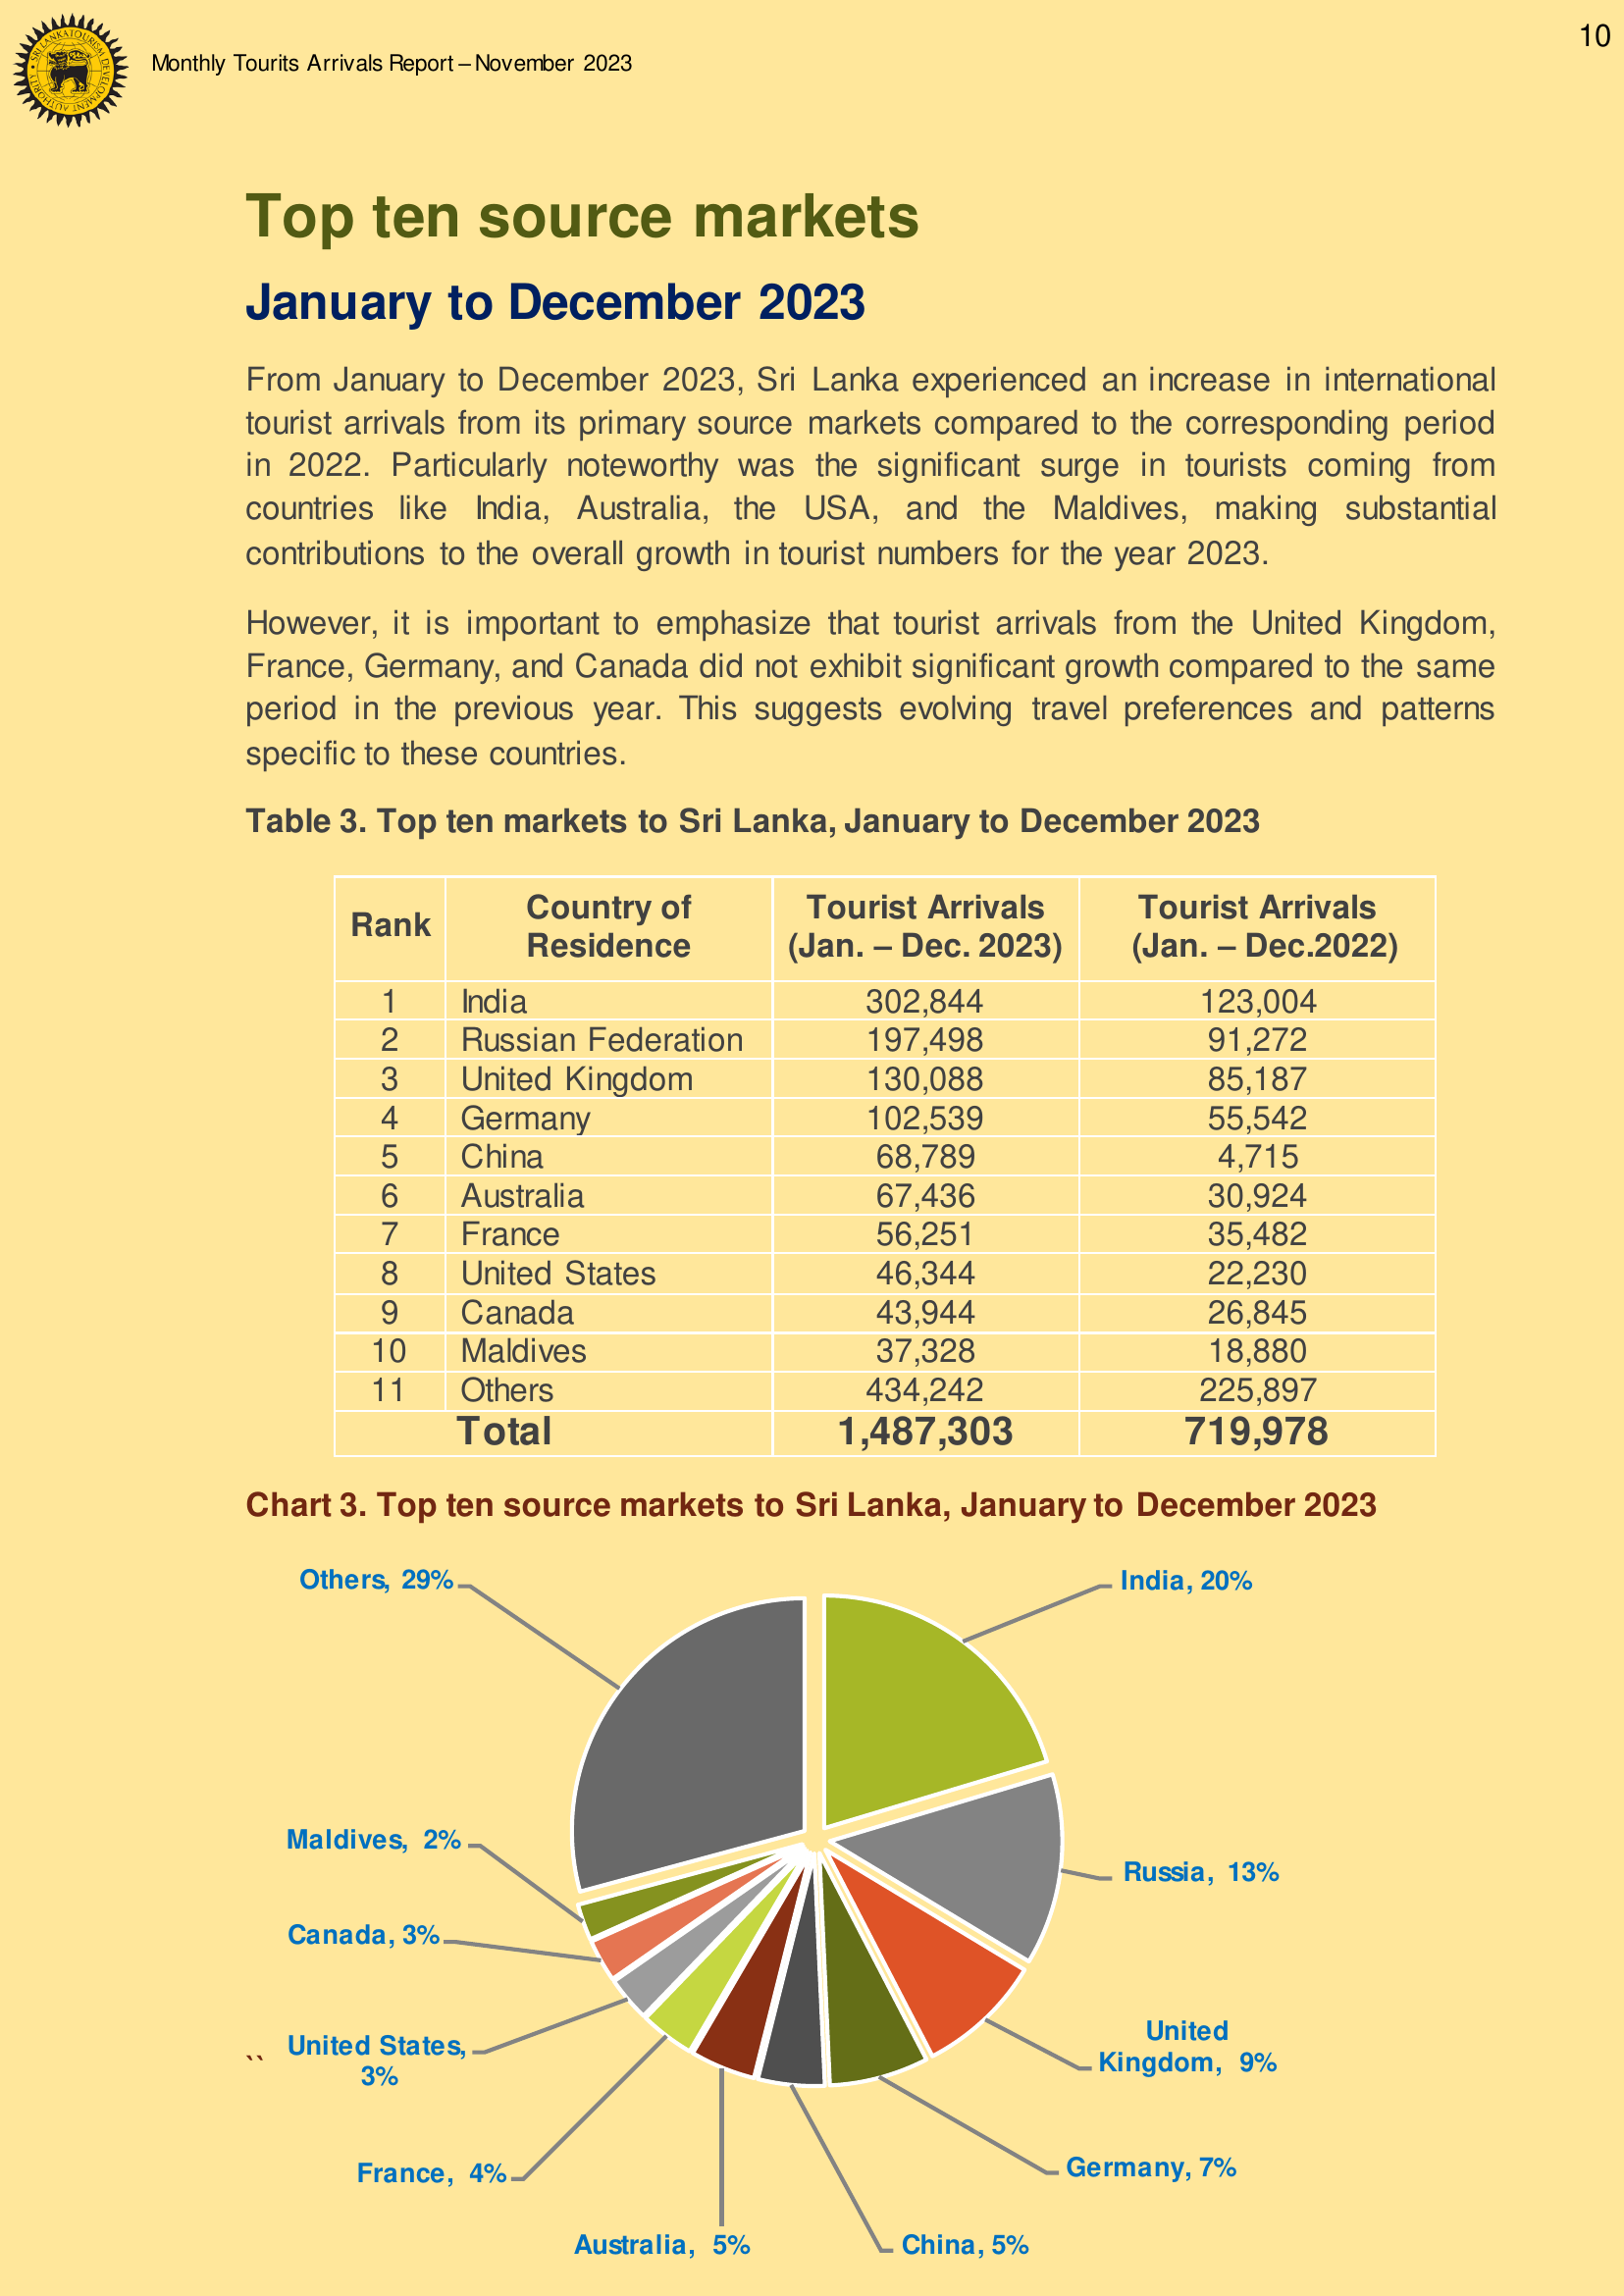 10
SRI LANKA TOURISM DEVELOPMENT AUTHORITY
Monthly Tourits Arrivals Report – November 2023
Top ten source markets
January to December 2023
From January to December 2023, Sri Lanka experienced an increase in international
tourist arrivals from its primary source markets compared to the corresponding period
in 2022. Particularly noteworthy was the significant surge in tourists coming from
countries like India, Australia, the USA, and the Maldives, making substantial
contributions to the overall growth in tourist numbers for the year 2023.
However, it is important to emphasize that tourist arrivals from the United Kingdom,
France, Germany, and Canada did not exhibit significant growth compared to the same
period in the previous year. This suggests evolving travel preferences and patterns
specific to these countries.
Table 3. Top ten markets to Sri Lanka, January to December 2023
Rank Country of Residence Tourist Arrivals (Jan. – Dec. 2023) Tourist Arrivals (Jan. – Dec.2022)
1 India 302,844 123,004
2 Russian Federation 197,498 91,272
3 United Kingdom 130,088 85,187
4 Germany 102,539 55,542
5 China 68,789 4,715
6 Australia 67,436 30,924
7 France 56,251 35,482
8 United States 46,344 22,230
9 Canada 43,944 26,845
10 Maldives 37,328 18,880
11 Others 434,242 225,897
Total 1,487,303 719,978
Chart 3. Top ten source markets to Sri Lanka, January to December 2023
Others, 29%
India, 20%
Maldives, 2%
Russia, 13%
Canada, 3%
United
Kingdom, 9%
`` United States,
3%
Germany, 7%
France, 4%
Australia, 5%
China, 5%